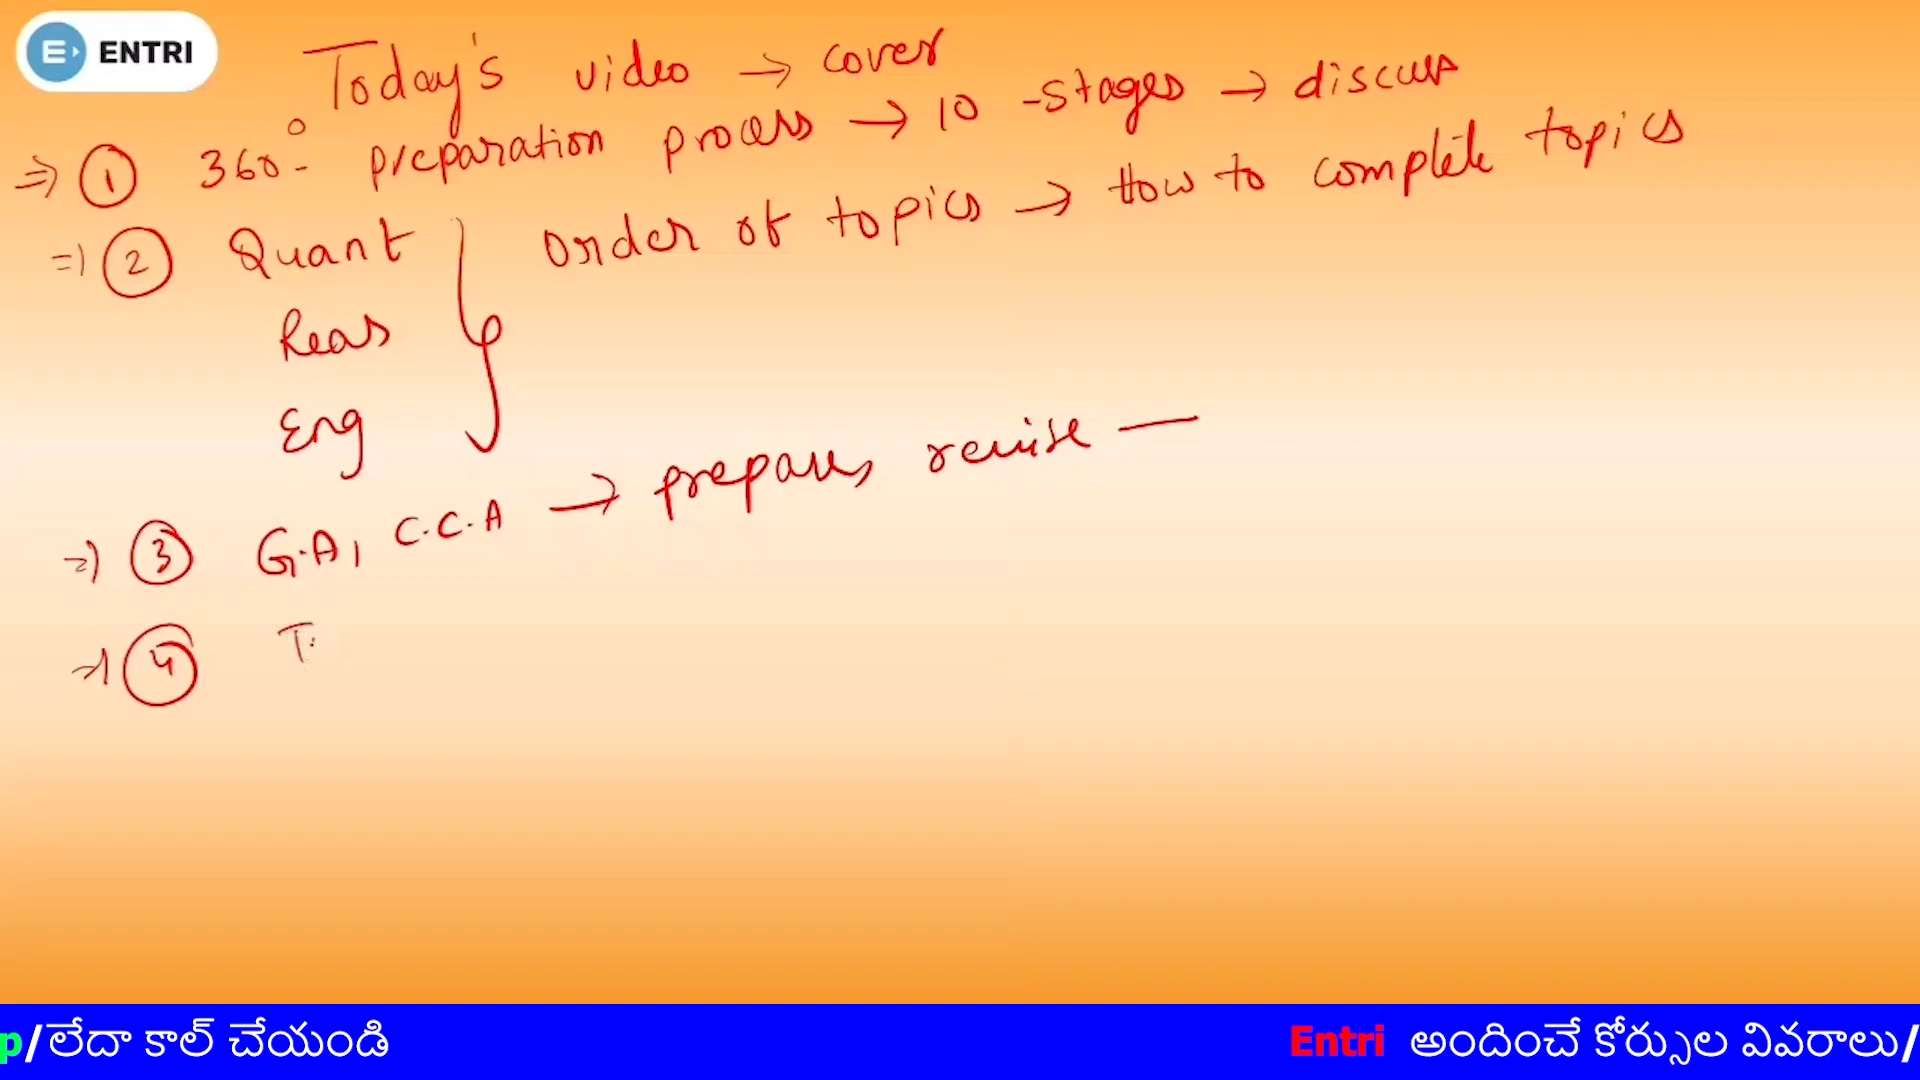 ENTRI
Today's video → cover
⇒ 1 360° preparation process → 10 -stages → discuss
⇒ 2 Quant Order of topics → How to complete topics
Reas
Eng
⇒ 3 G.A, C.C.A → prepare, revise —
⇒ 4 T
p/లేదా కాల్ చేయండి Entri అందించే కోర్సుల వివరాలు/